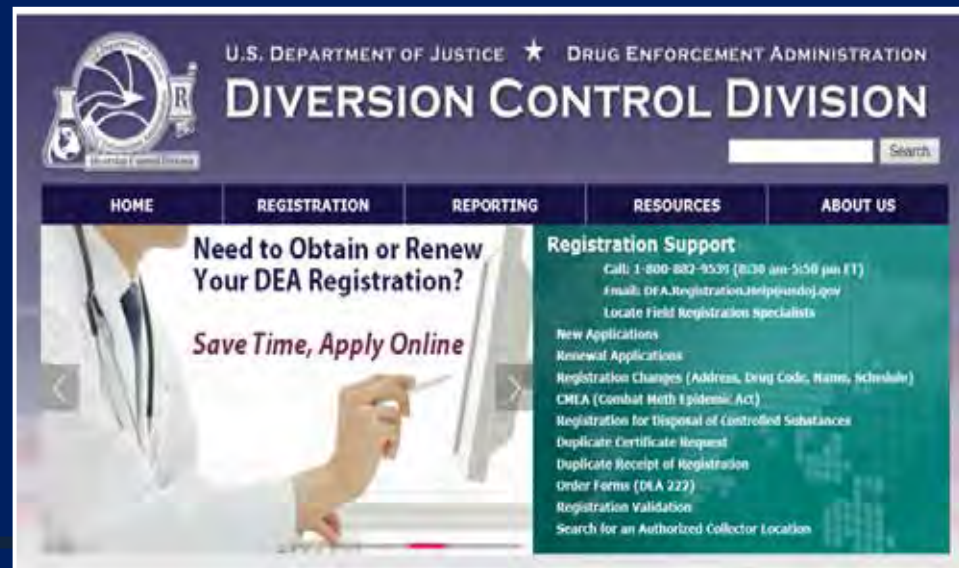 U.S. DEPARTMENT OF JUSTICE ★ DRUG ENFORCEMENT ADMINISTRATION
DIVERSION CONTROL DIVISION
R
Diversion Control Division
Search
HOME REGISTRATION REPORTING RESOURCES ABOUT US
Need to Obtain or Renew
Your DEA Registration?
Save Time, Apply Online
Registration Support
Call: 1-800-882-9539 (8:30 am-5:50 pm ET)
Email: DEA.Registration.Help@usdoj.gov
Locate Field Registration Specialists
New Applications
Renewal Applications
Registration Changes (Address, Drug Code, Name, Schedule)
CMEA (Combat Meth Epidemic Act)
Registration for Disposal of Controlled Substances
Duplicate Certificate Request
Duplicate Receipt of Registration
Order Forms (DEA 222)
Registration Validation
Search for an Authorized Collector Location